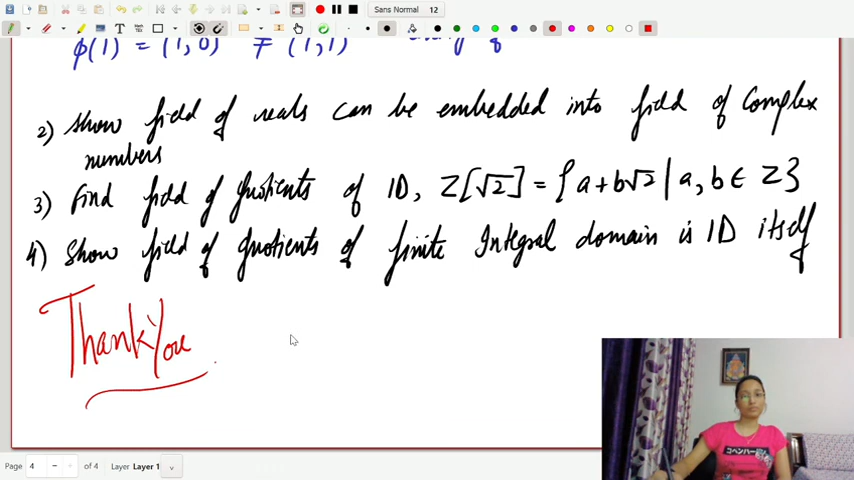 Sans Normal 12
φ(1) = (1,0) ≠ (1,1)
2) Show field of reals can be embedded into field of Complex
numbers
3) Find field of Quotients of ID, Z[√2] = {a+b√2 | a, b ∈ Z}
4) Show field of Quotients of finite Integral domain is ID itself
Thank You
Page 4 of 4 Layer Layer 1